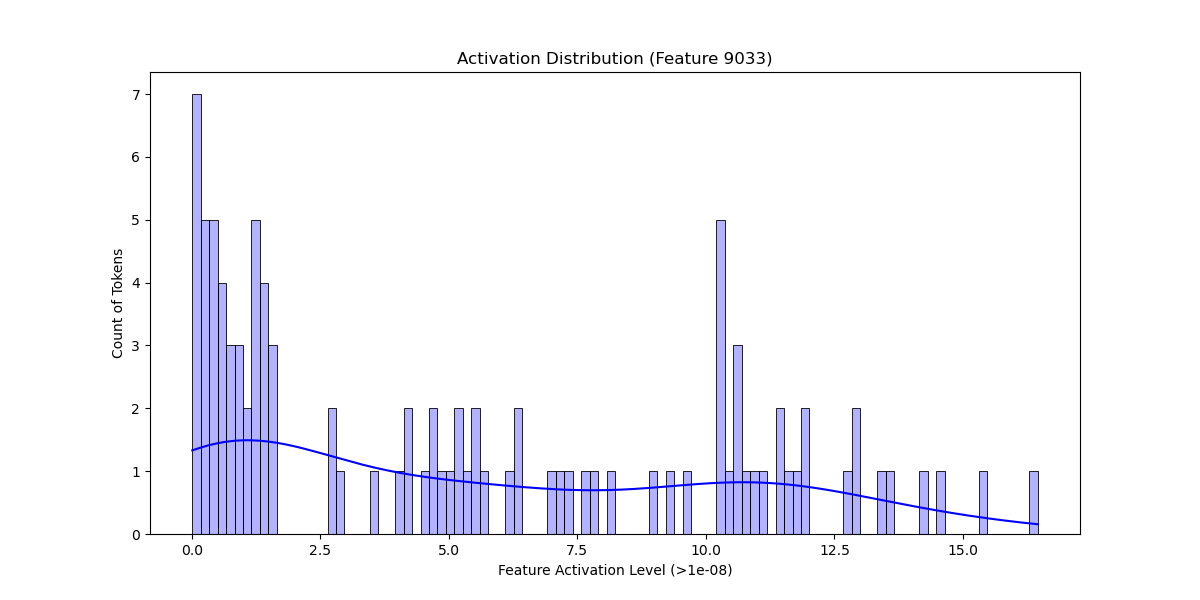 Activation Distribution (Feature 9033)
7
6
5
4
3
2
1
0
Count of Tokens
0.0 2.5 5.0 7.5 10.0 12.5 15.0
Feature Activation Level (>1e-08)